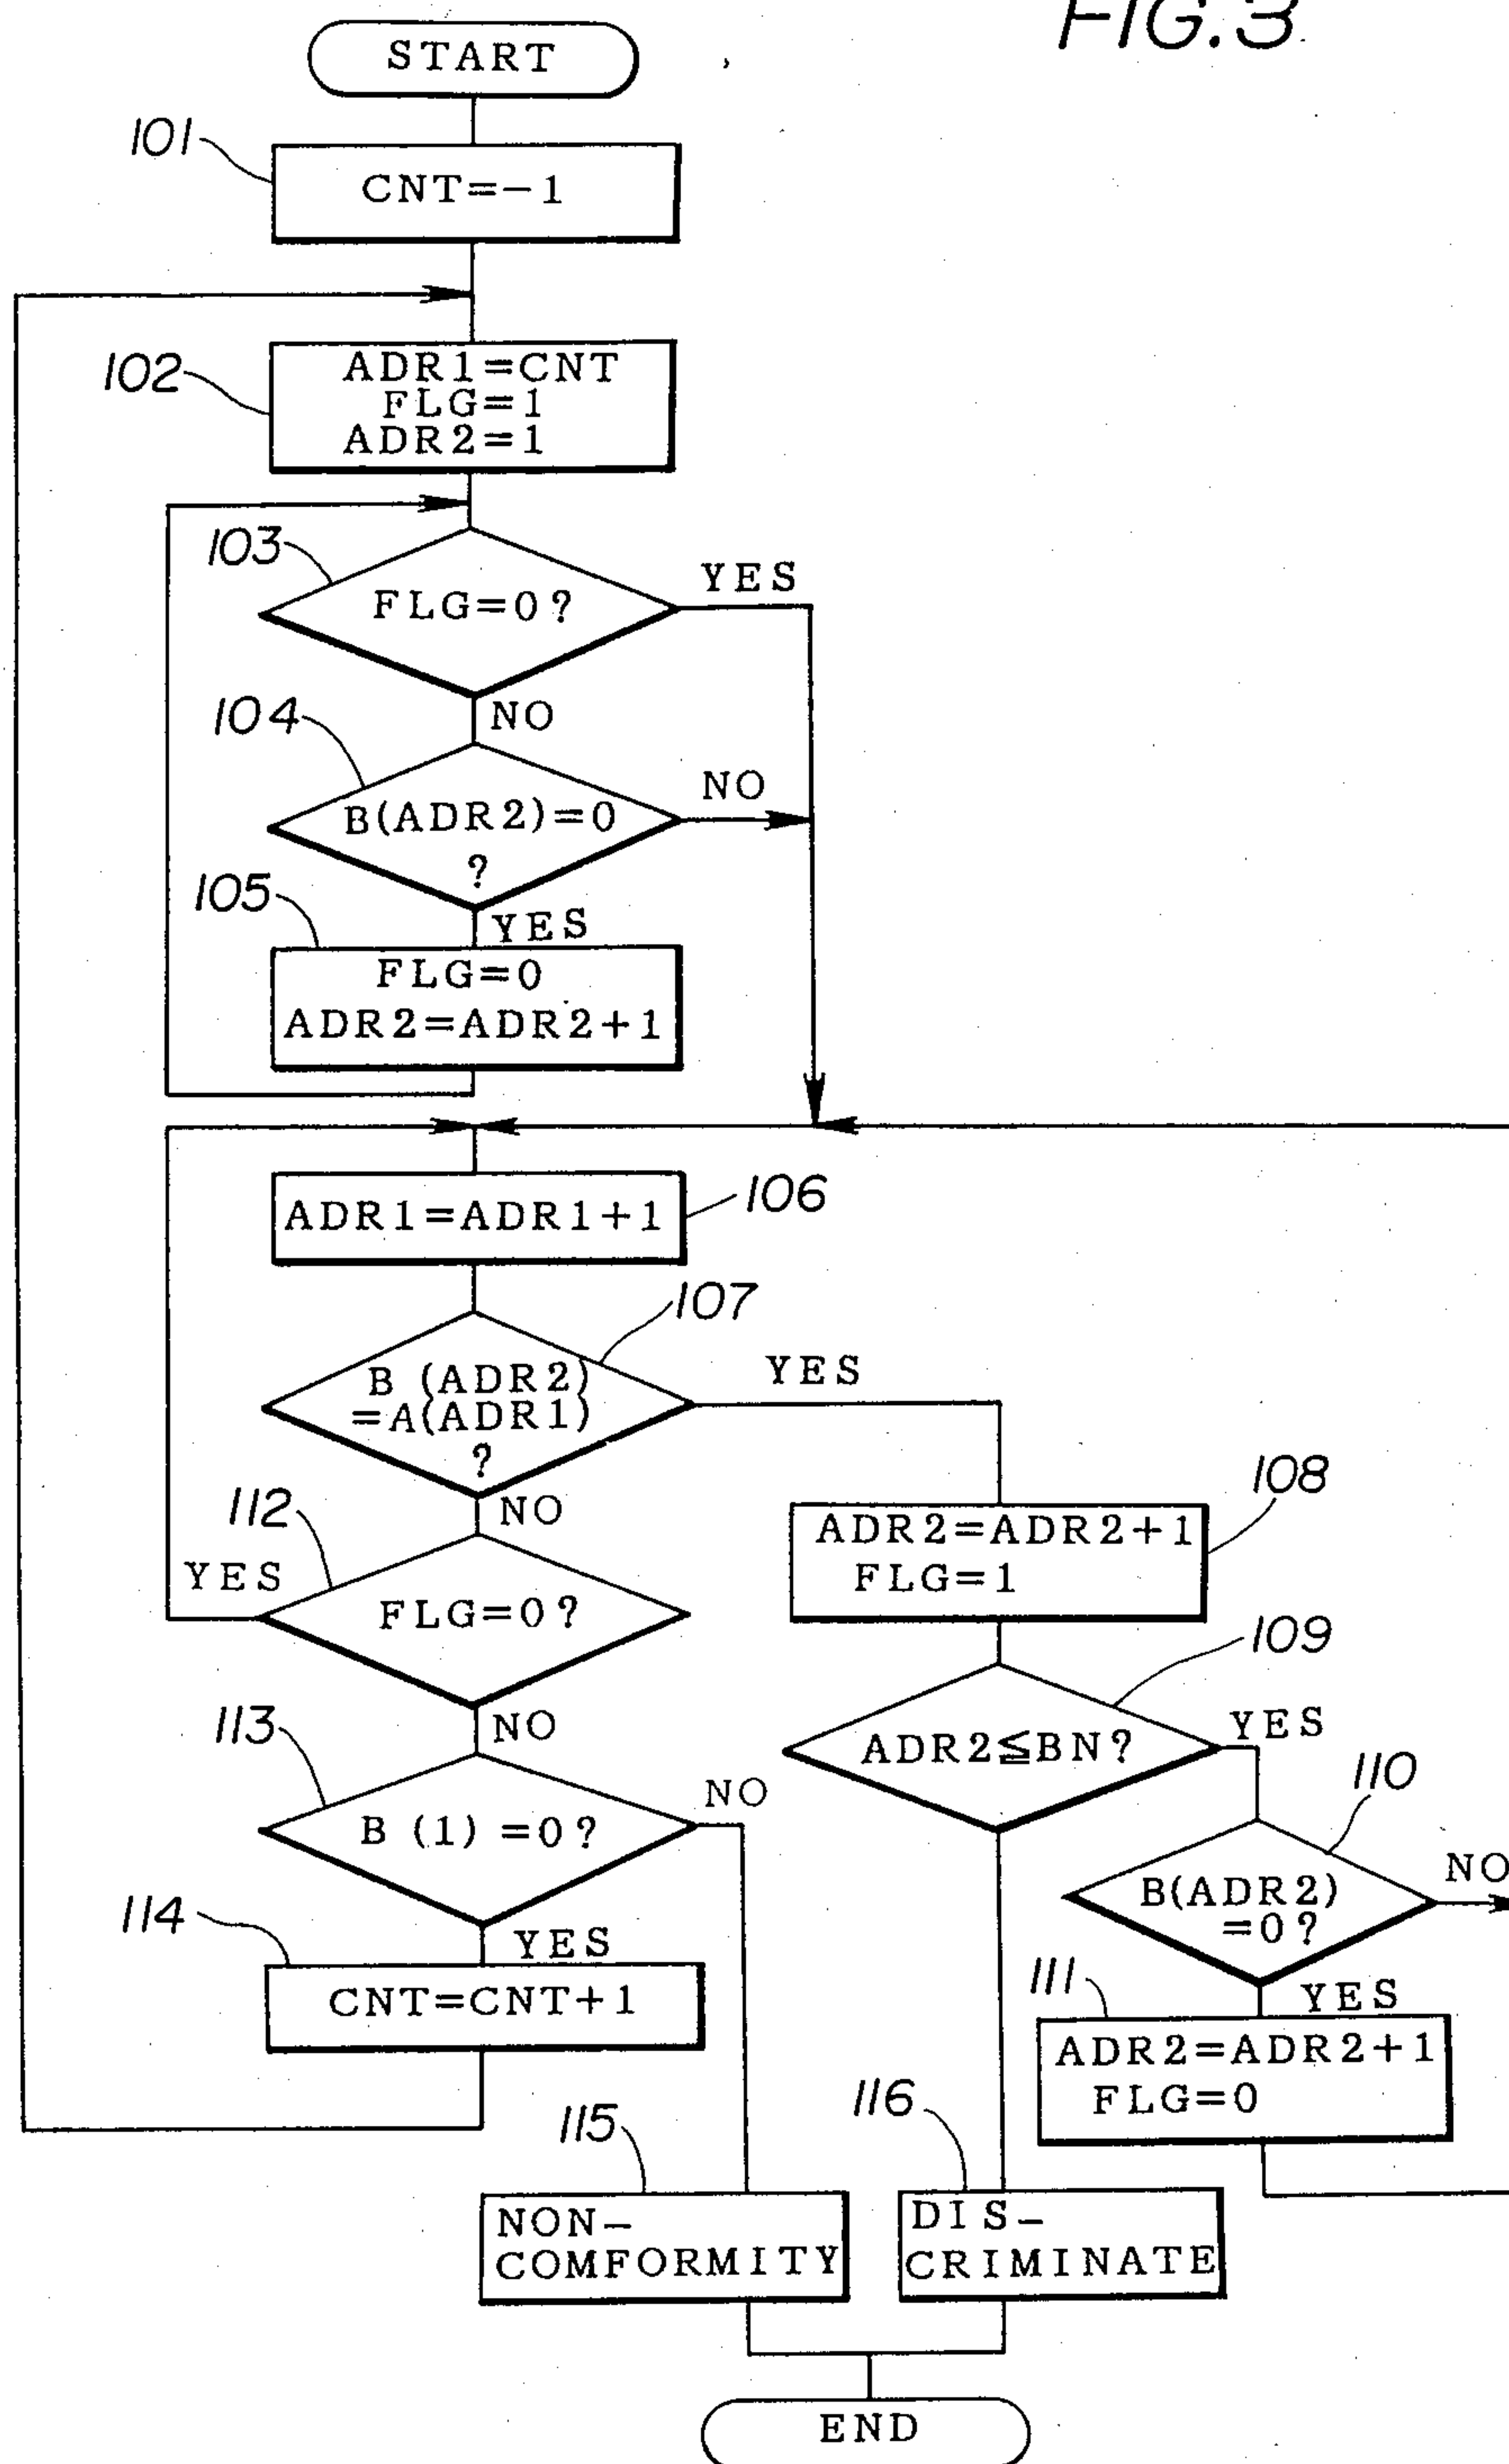 FIG.3
START
101
CNT=-1
102
ADR1=CNT
FLG=1
ADR2=1
103
FLG=0?
YES
NO
104
B(ADR2)=0
?
NO
YES
105
FLG=0
ADR2=ADR2+1
ADR1=ADR1+1
106
107
B (ADR2)
=A(ADR1)
?
YES
NO
108
ADR2=ADR2+1
FLG=1
112
YES
FLG=0?
NO
109
ADR2≦BN?
YES
113
B (1) =0?
NO
YES
110
B(ADR2)
=0?
NO
YES
114
CNT=CNT+1
111
ADR2=ADR2+1
FLG=0
115
NON-
COMFORMITY
116
DIS-
CRIMINATE
END